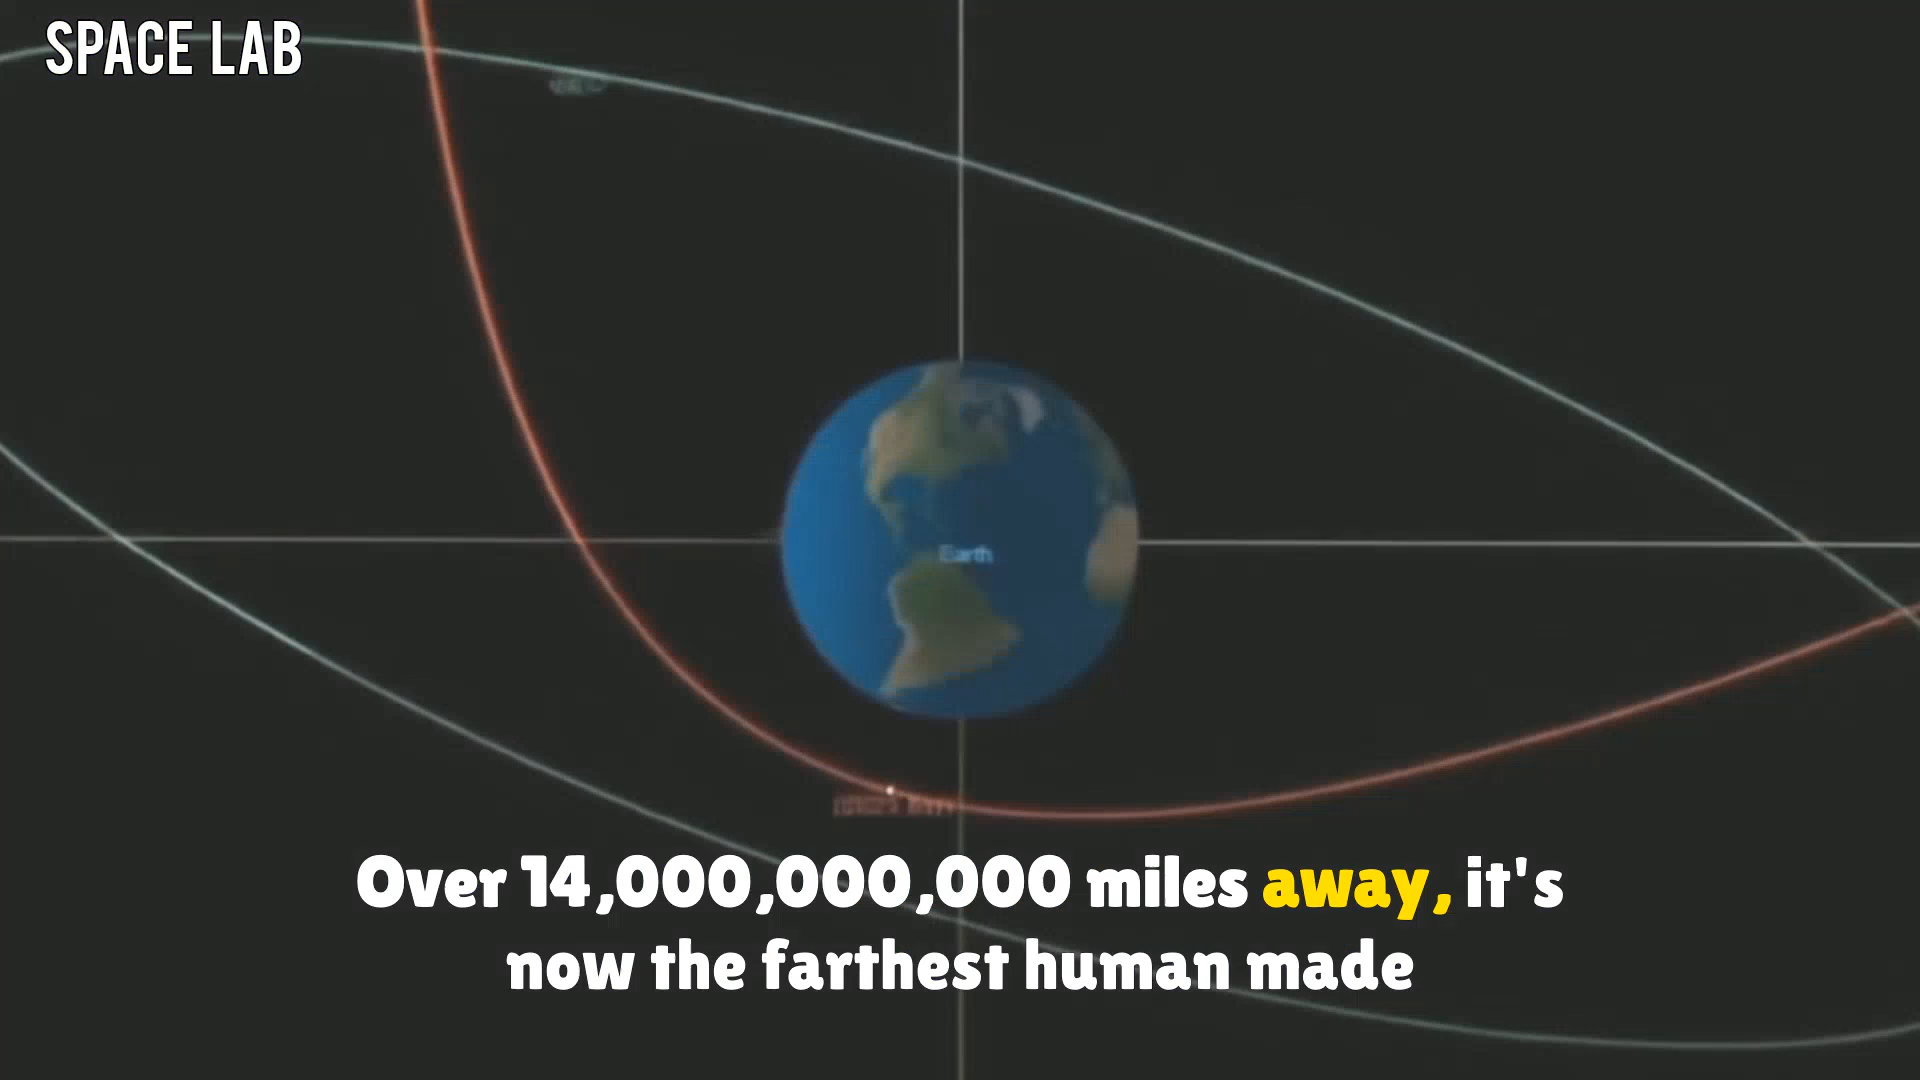 SPACE LAB
Earth
Over 14,000,000,000 miles away, it's
now the farthest human made